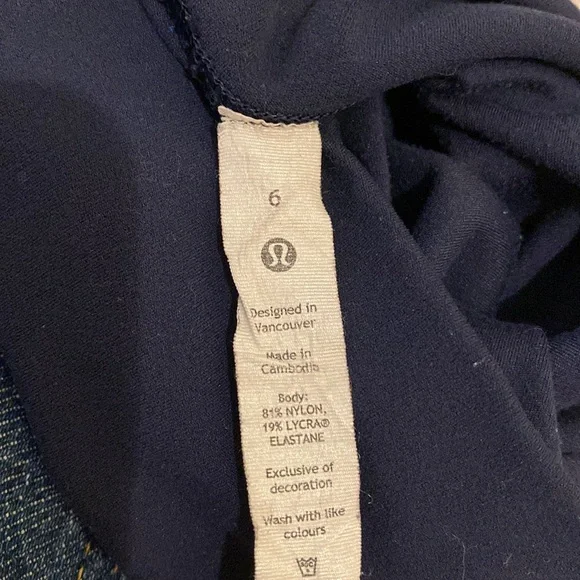 6
Designed in
Vancouver
Made in
Cambodia
Body:
81% NYLON,
19% LYCRA®
ELASTANE
Exclusive of
decoration
Wash with like
colours